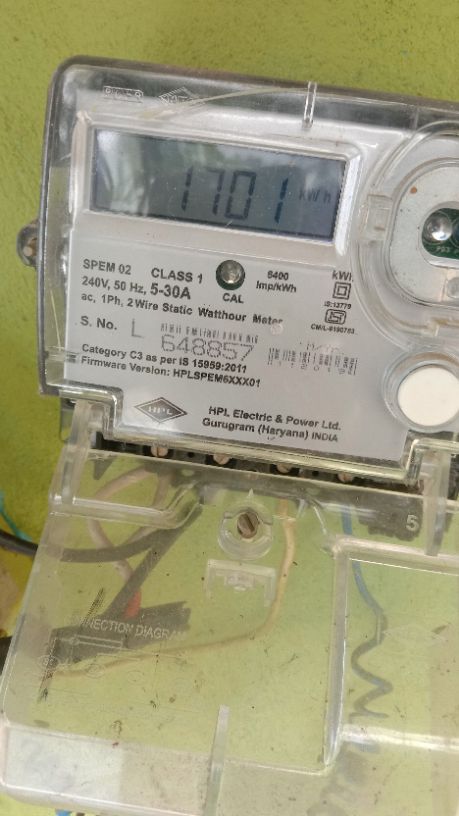 1701 kWh
SPEM 02 CLASS 1 6400 kWh
240V, 50 Hz, 5-30A CAL Imp/kWh IS:13779
ac, 1Ph, 2 Wire Static Watthour Meter
S. No. L 648857
Category C3 as per IS 15959:2011
Firmware Version: HPLSPEM6XXX01
HPL
HPL Electric & Power Ltd.
Gurugram (Haryana) INDIA
5
CONNECTION DIAGRAM